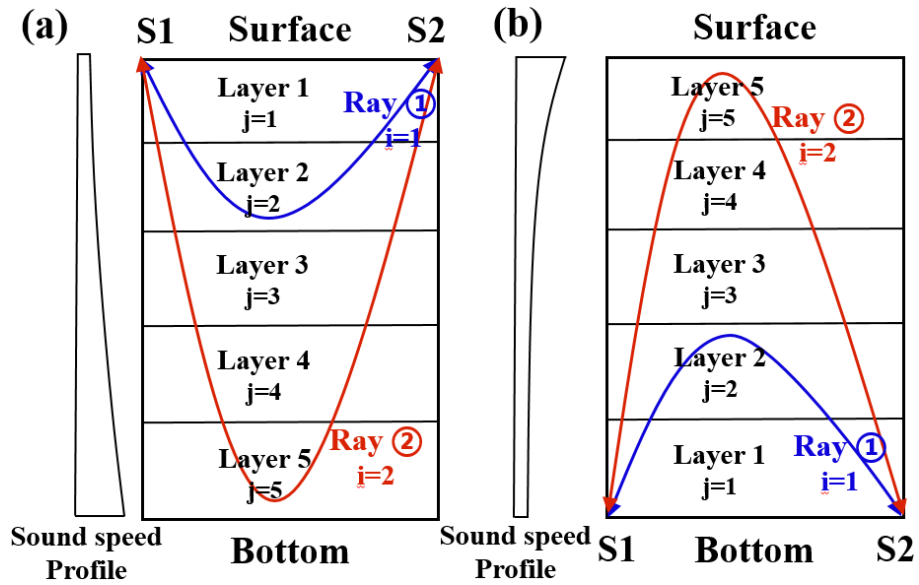 (a)
S1
Surface
S2
Layer 1
j=1
Ray ①
i=1
Layer 2
j=2
Layer 3
j=3
Layer 4
j=4
Ray ②
i=2
Layer 5
j=5
Sound speed
Profile
Bottom
(b)
Surface
Layer 5
j=5
Ray ②
i=2
Layer 4
j=4
Layer 3
j=3
Layer 2
j=2
Ray ①
i=1
Layer 1
j=1
Sound speed
Profile
S1
Bottom
S2